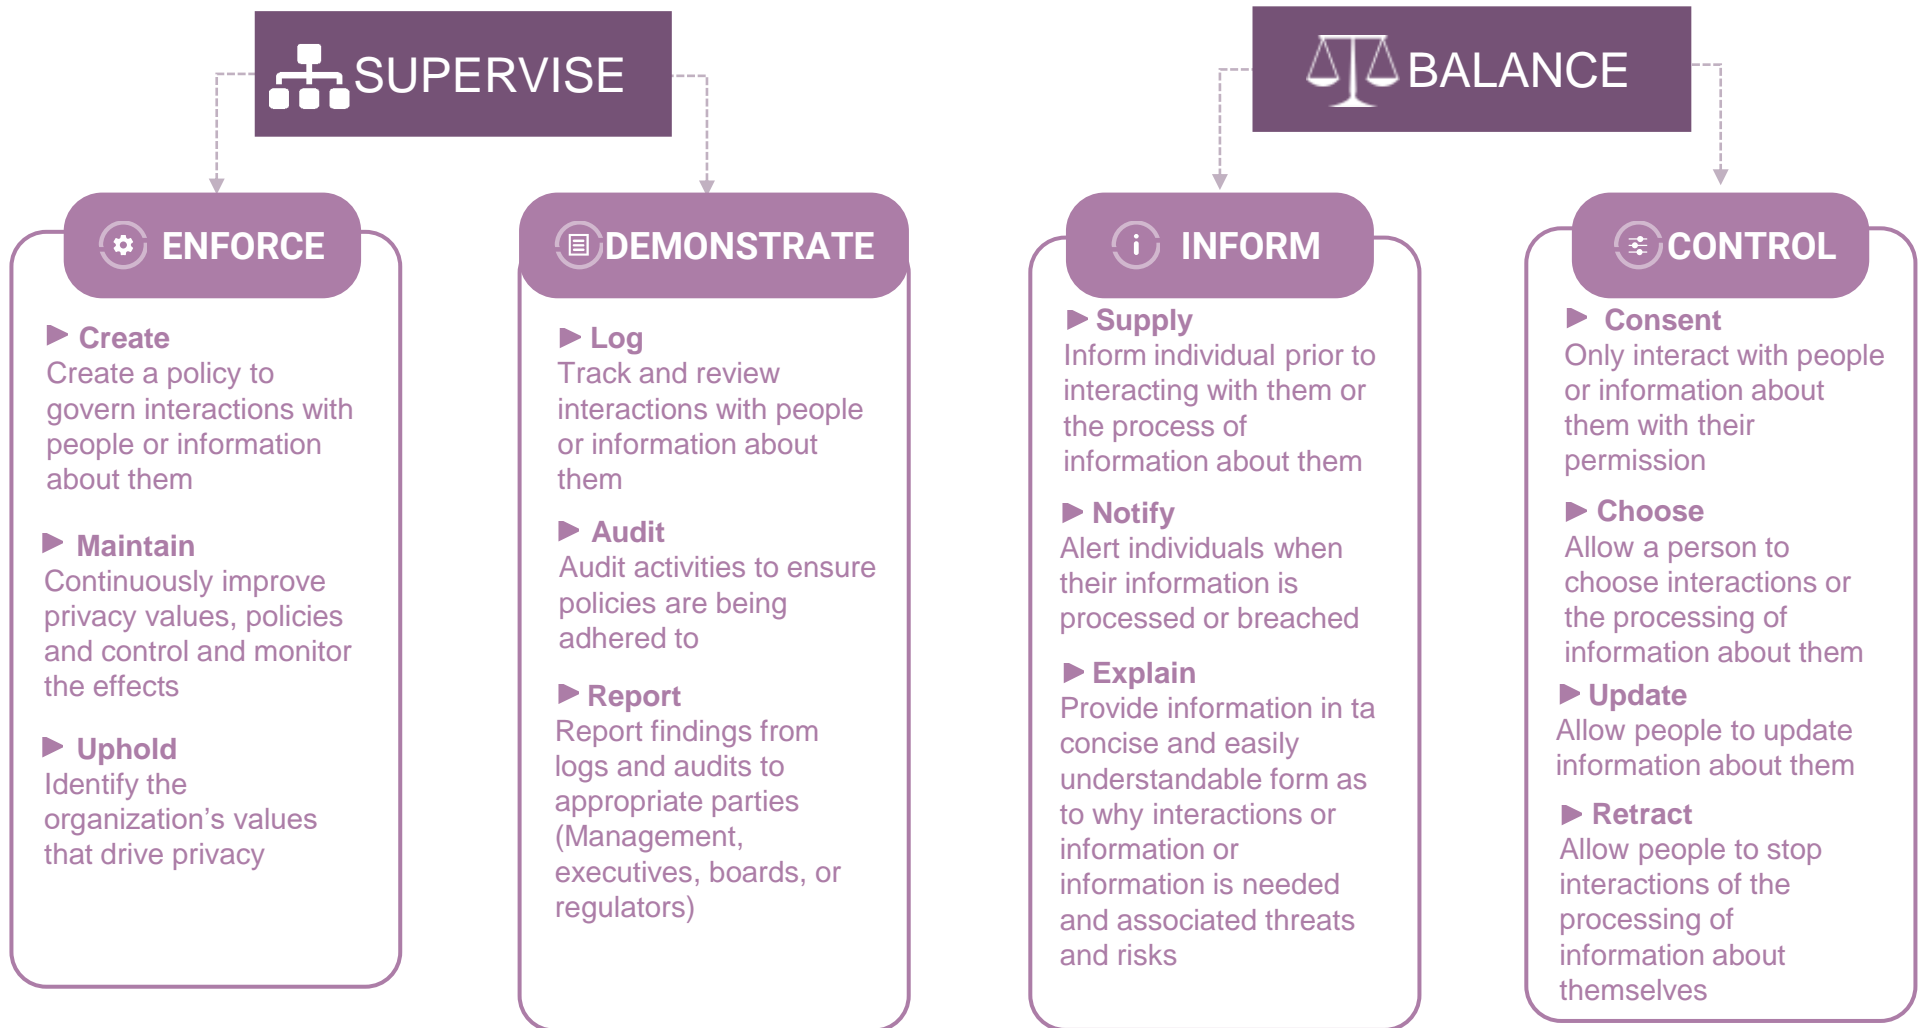 SUPERVISE
ENFORCE
Create
Create a policy to
govern interactions with
people or information
about them
Maintain
Continuously improve
privacy values, policies
and control and monitor
the effects
Uphold
Identify the
organization’s values
that drive privacy
DEMONSTRATE
Log
Track and review
interactions with people
or information about
them
Audit
Audit activities to ensure
policies are being
adhered to
Report
Report findings from
logs and audits to
appropriate parties
(Management,
executives, boards, or
regulators)
BALANCE
INFORM
Supply
Inform individual prior to
interacting with them or
the process of
information about them
Notify
Alert individuals when
their information is
processed or breached
Explain
Provide information in ta
concise and easily
understandable form as
to why interactions or
information or
information is needed
and associated threats
and risks
CONTROL
Consent
Only interact with people
or information about
them with their
permission
Choose
Allow a person to
choose interactions or
the processing of
information about them
Update
Allow people to update
information about them
Retract
Allow people to stop
interactions of the
processing of
information about
themselves